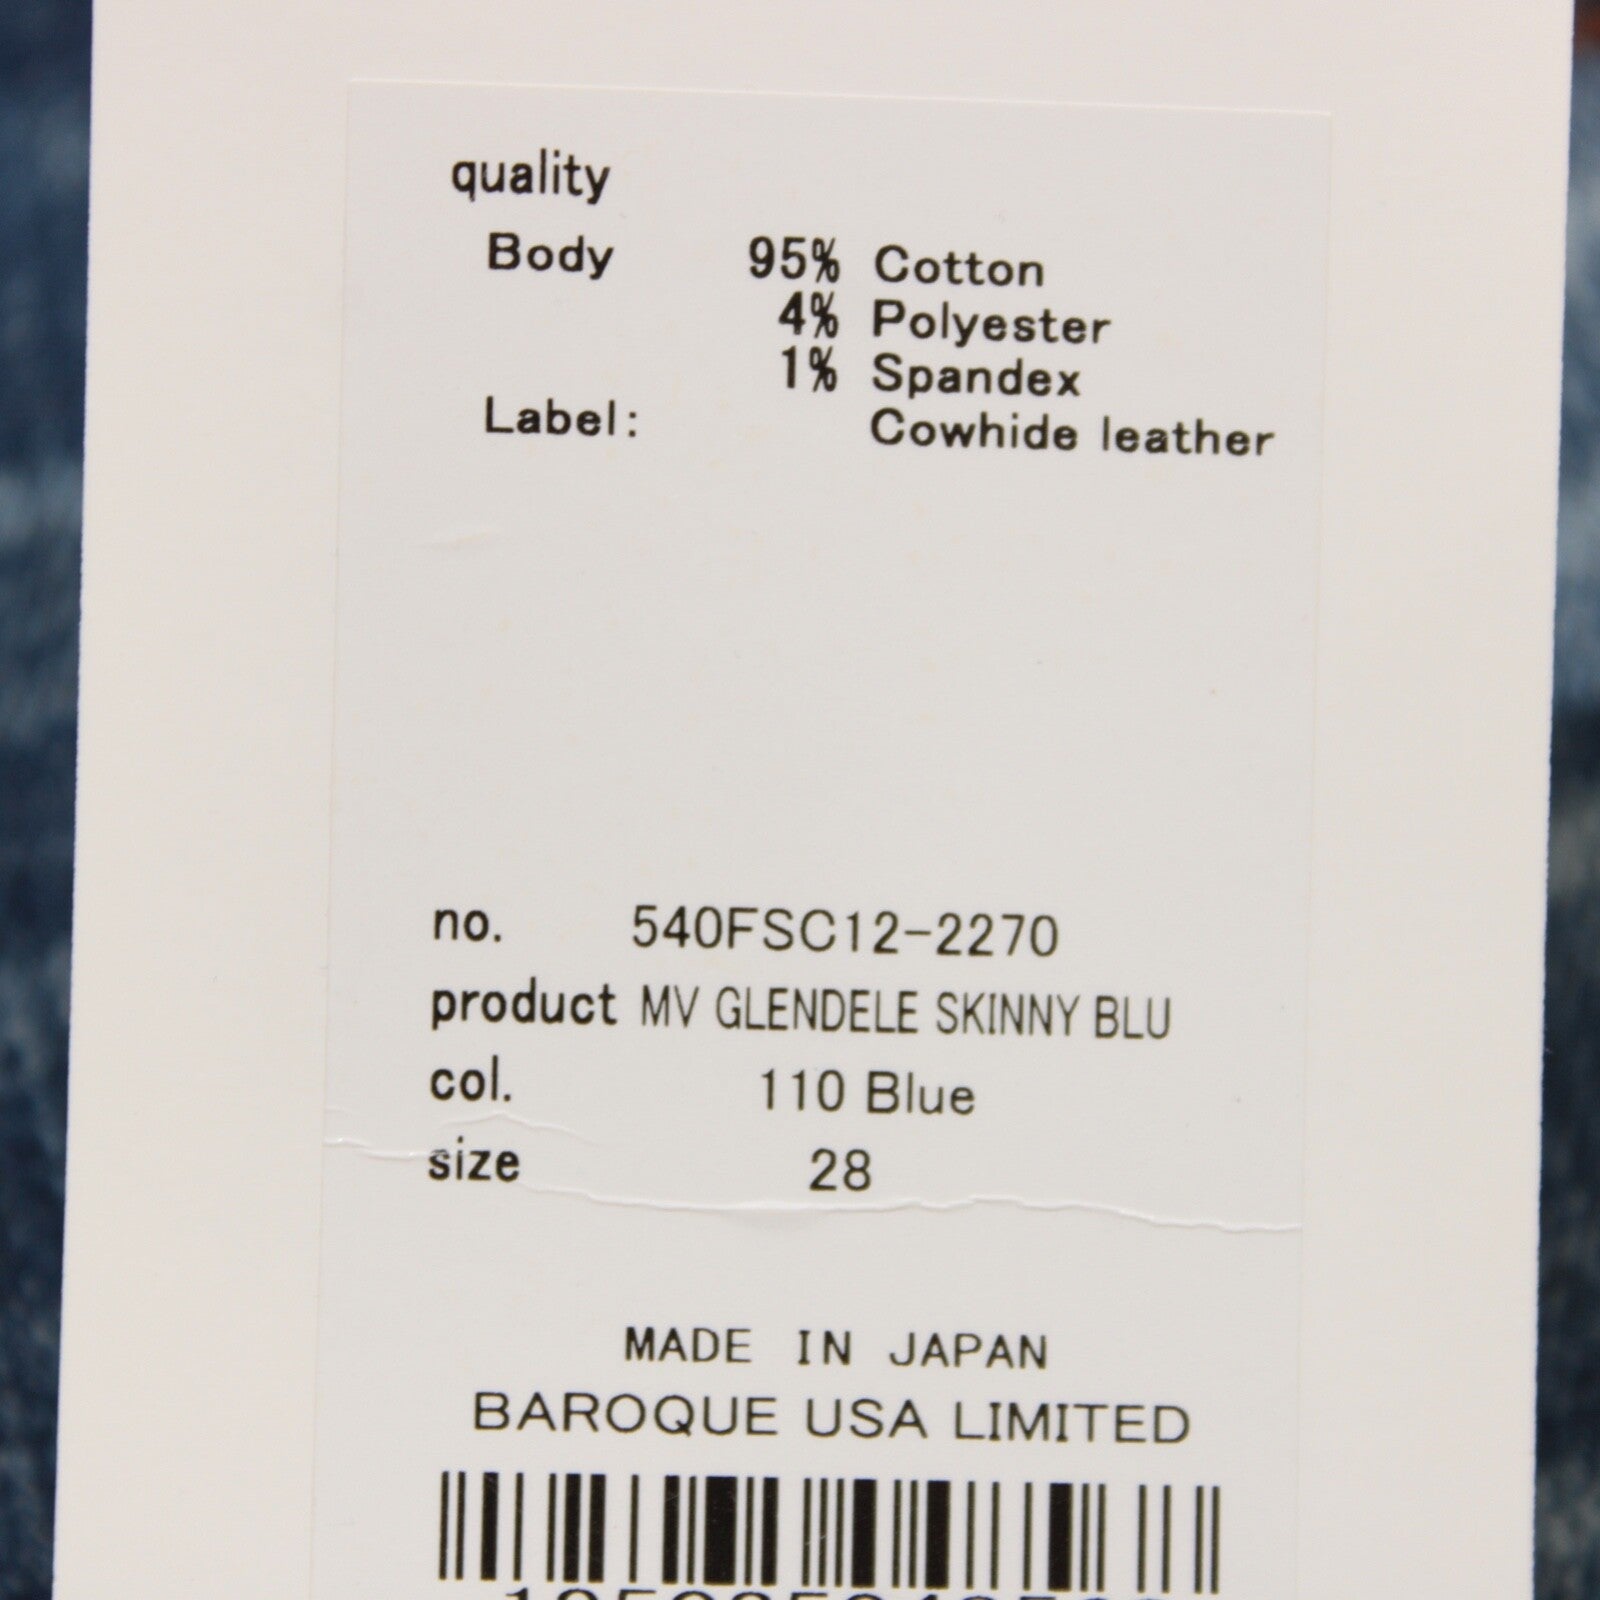 quality
Body 95% Cotton
4% Polyester
1% Spandex
Label: Cowhide leather
no. 540FSC12-2270
product MV GLENDELE SKINNY BLU
col. 110 Blue
size 28
MADE IN JAPAN
BAROQUE USA LIMITED